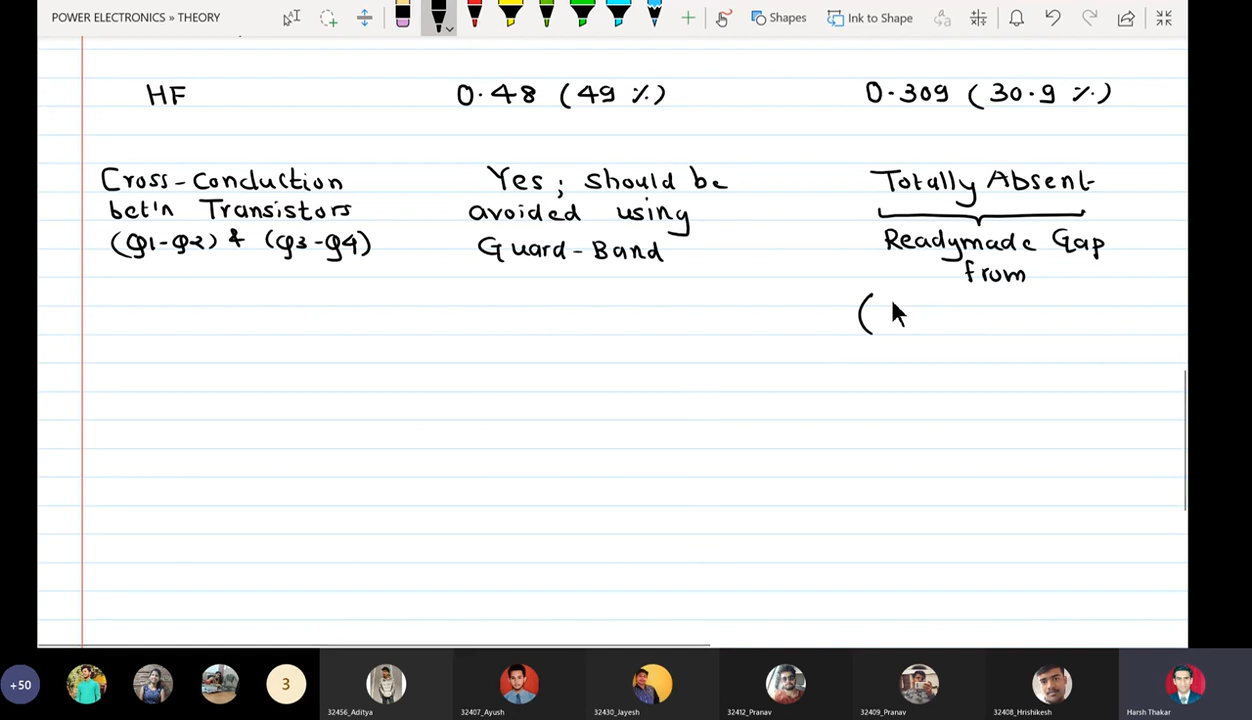 POWER ELECTRONICS » THEORY
Shapes
Ink to Shape
HF 0.48 (49 %) 0.309 (30.9 %)
Cross-Conduction Yes; should be Totally Absent
bet'n Transistors avoided using
(Q1-Q2) & (Q3-Q4) Guard-Band Readymade Gap
from
(
+50
3
32456_Aditya
32407_Ayush
32430_Jayesh
32412_Pranav
32409_Pranav
32408_Hrishikesh
Harsh Thakar